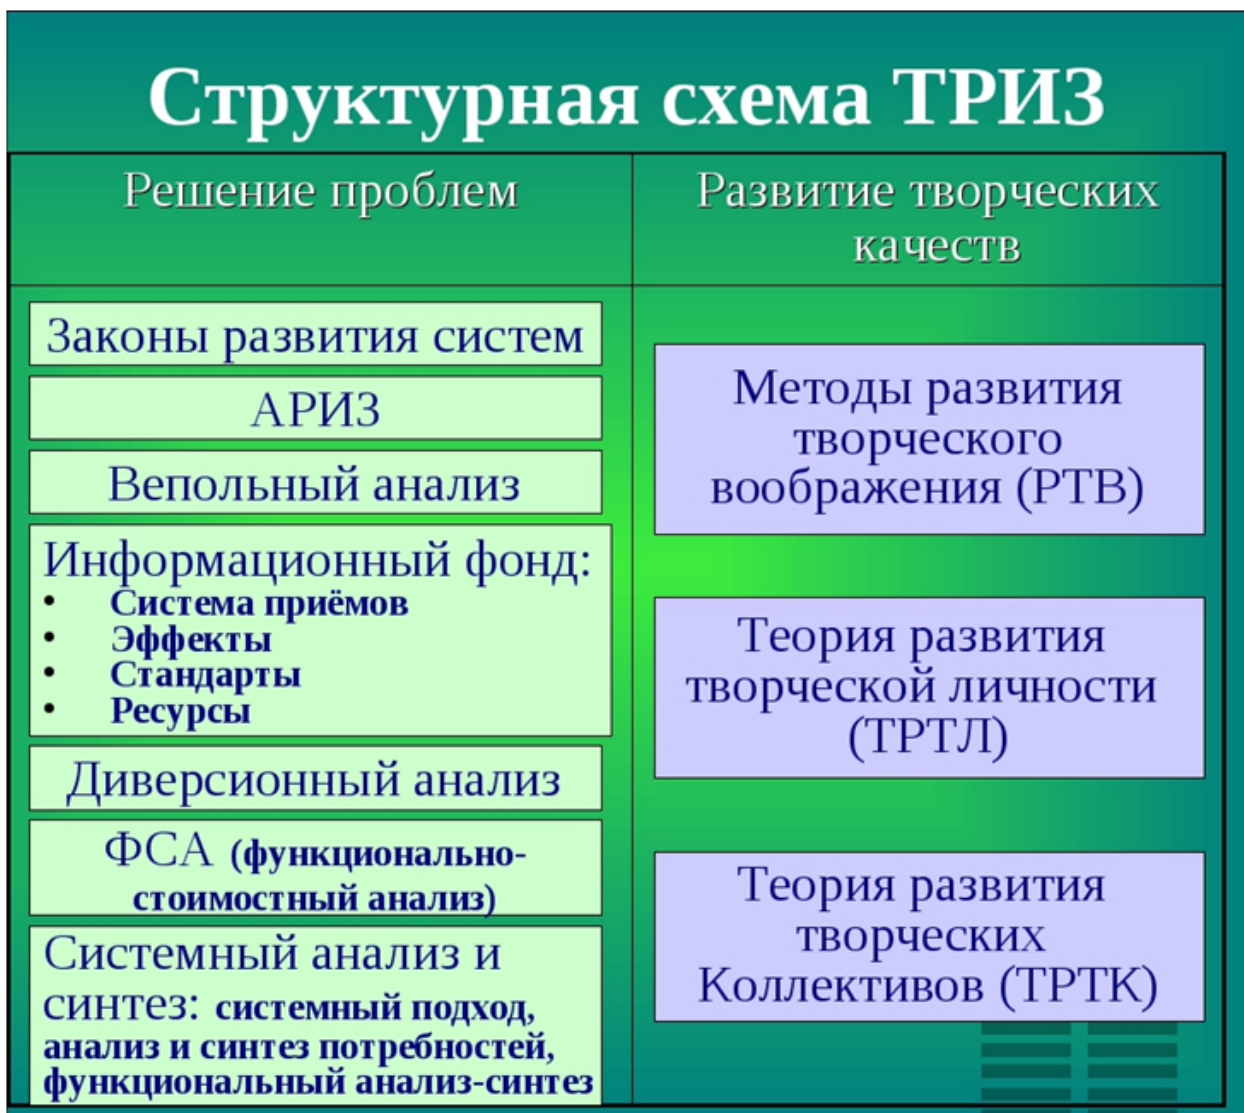 Структурная схема ТРИЗ
Решение проблем
Законы развития систем
АРИЗ
Вепольный анализ
Информационный фонд:
• Система приёмов
• Эффекты
• Стандарты
• Ресурсы
Диверсионный анализ
ФСА (функционально-
стоимостный анализ)
Системный анализ и
синтез: системный подход,
анализ и синтез потребностей,
функциональный анализ-синтез
Развитие творческих
качеств
Методы развития
творческого
воображения (РТВ)
Теория развития
творческой личности
(ТРТЛ)
Теория развития
творческих
Коллективов (ТРТК)